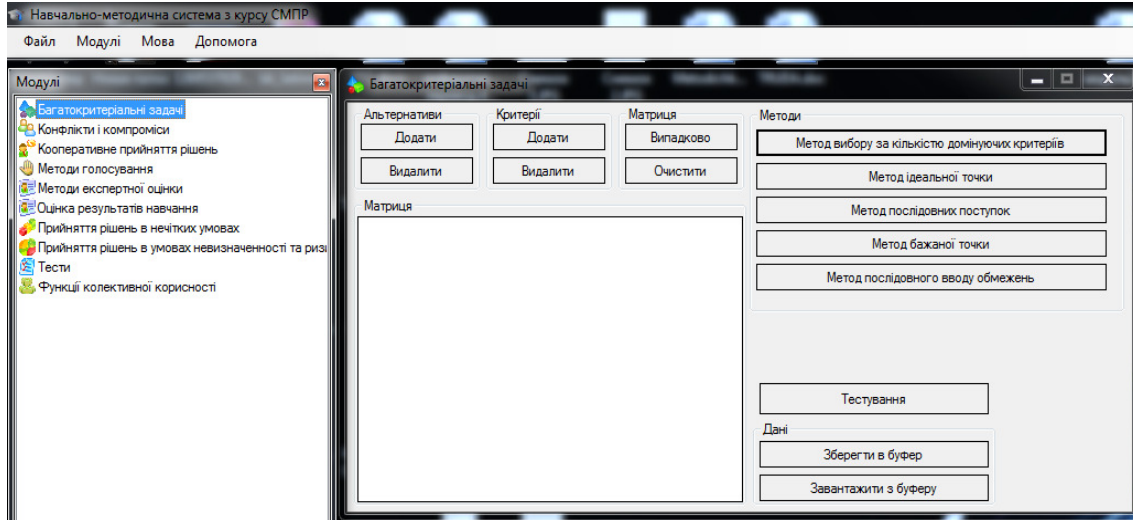 Навчально-методична система з курсу СМПР
Файл Модулі Мова Допомога
Модулі
Багатокритеріальні задачі
Конфлікти і компроміси
Кооперативне прийняття рішень
Методи голосування
Методи експертної оцінки
Оцінка результатів навчання
Прийняття рішень в нечітких умовах
Прийняття рішень в умовах невизначеності та ризи
Тести
Функції колективної корисності
Багатокритеріальні задачі
Альтернативи Критерії Матриця
Додати Додати Випадково
Видалити Видалити Очистити
Матриця
Методи
Метод вибору за кількістю домінуючих критеріїв
Метод ідеальної точки
Метод послідовних поступок
Метод бажаної точки
Метод послідовного вводу обмежень
Тестування
Дані
Зберегти в буфер
Завантажити з буферу